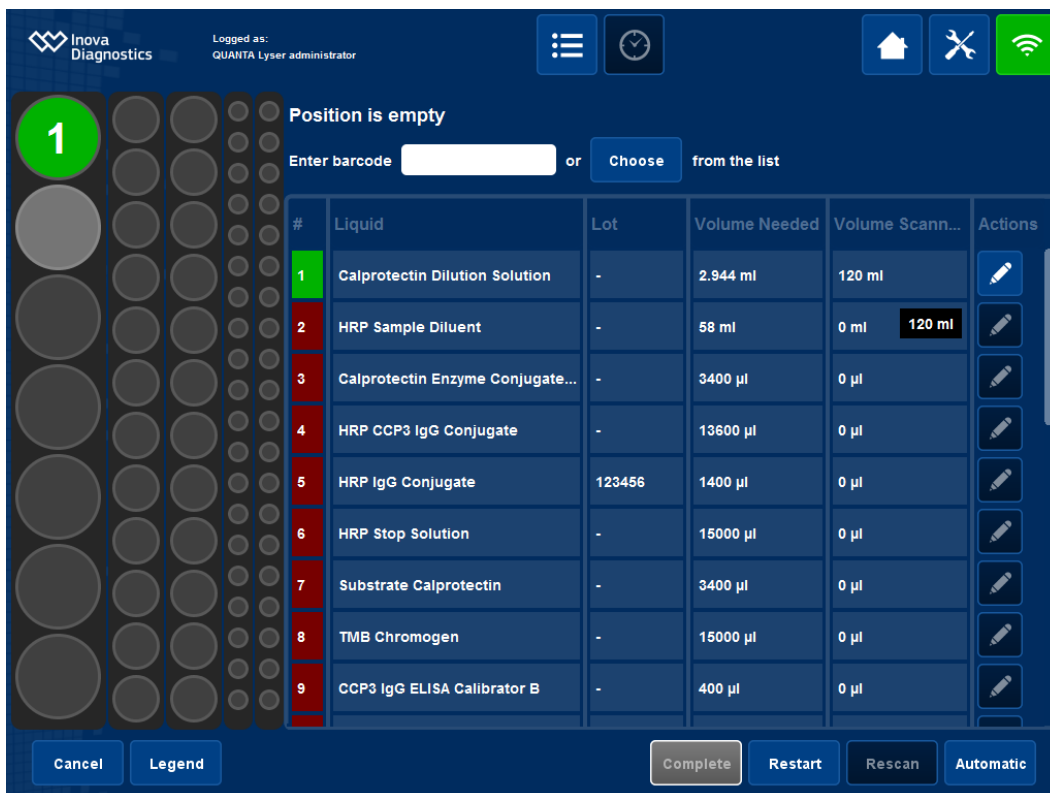 Inova
Diagnostics
Logged as:
QUANTA Lyser administrator
1
Position is empty
Enter barcode or Choose from the list
# Liquid Lot Volume Needed Volume Scann... Actions
1 Calprotectin Dilution Solution - 2.944 ml 120 ml
2 HRP Sample Diluent - 58 ml 0 ml 120 ml
3 Calprotectin Enzyme Conjugate... - 3400 µl 0 µl
4 HRP CCP3 IgG Conjugate - 13600 µl 0 µl
5 HRP IgG Conjugate 123456 1400 µl 0 µl
6 HRP Stop Solution - 15000 µl 0 µl
7 Substrate Calprotectin - 3400 µl 0 µl
8 TMB Chromogen - 15000 µl 0 µl
9 CCP3 IgG ELISA Calibrator B - 400 µl 0 µl
Cancel Legend Complete Restart Rescan Automatic